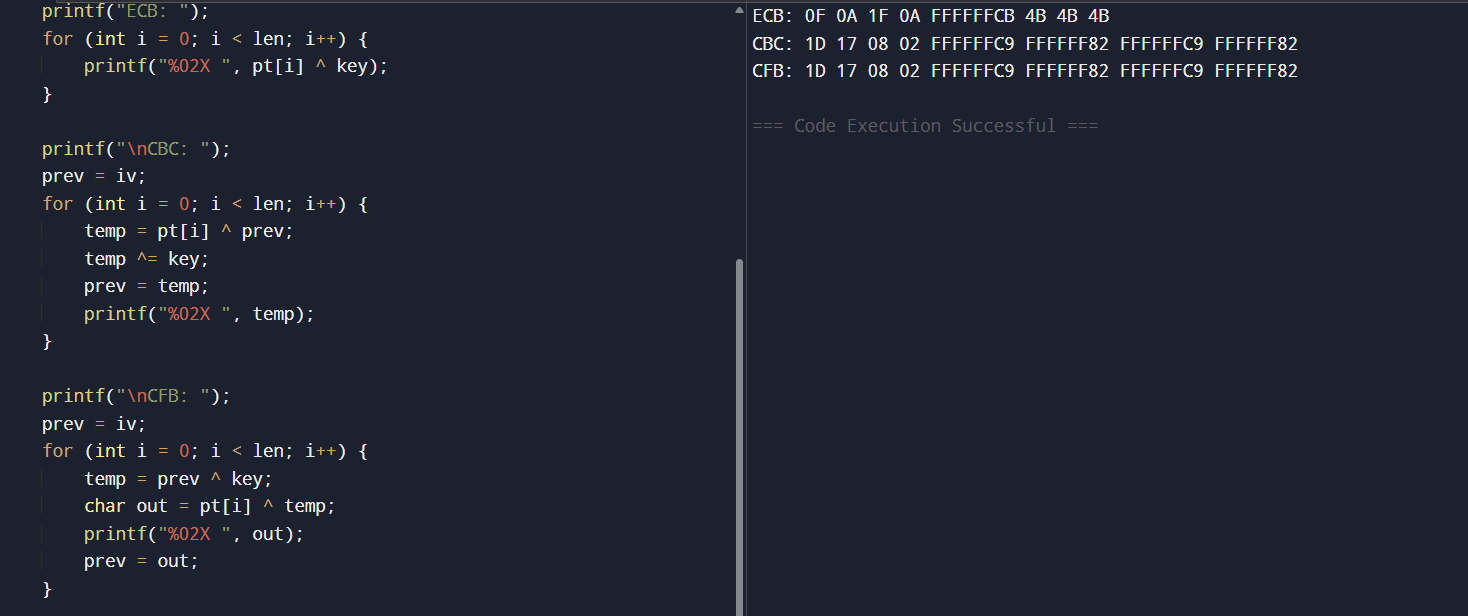 printf("ECB: ");
for (int i = 0; i < len; i++) {
    printf("%02X ", pt[i] ^ key);
}

printf("\nCBC: ");
prev = iv;
for (int i = 0; i < len; i++) {
    temp = pt[i] ^ prev;
    temp ^= key;
    prev = temp;
    printf("%02X ", temp);
}

printf("\nCFB: ");
prev = iv;
for (int i = 0; i < len; i++) {
    temp = prev ^ key;
    char out = pt[i] ^ temp;
    printf("%02X ", out);
    prev = out;
}
ECB: 0F 0A 1F 0A FFFFFFCB 4B 4B 4B
CBC: 1D 17 08 02 FFFFFFC9 FFFFFF82 FFFFFFC9 FFFFFF82
CFB: 1D 17 08 02 FFFFFFC9 FFFFFF82 FFFFFFC9 FFFFFF82

=== Code Execution Successful ===